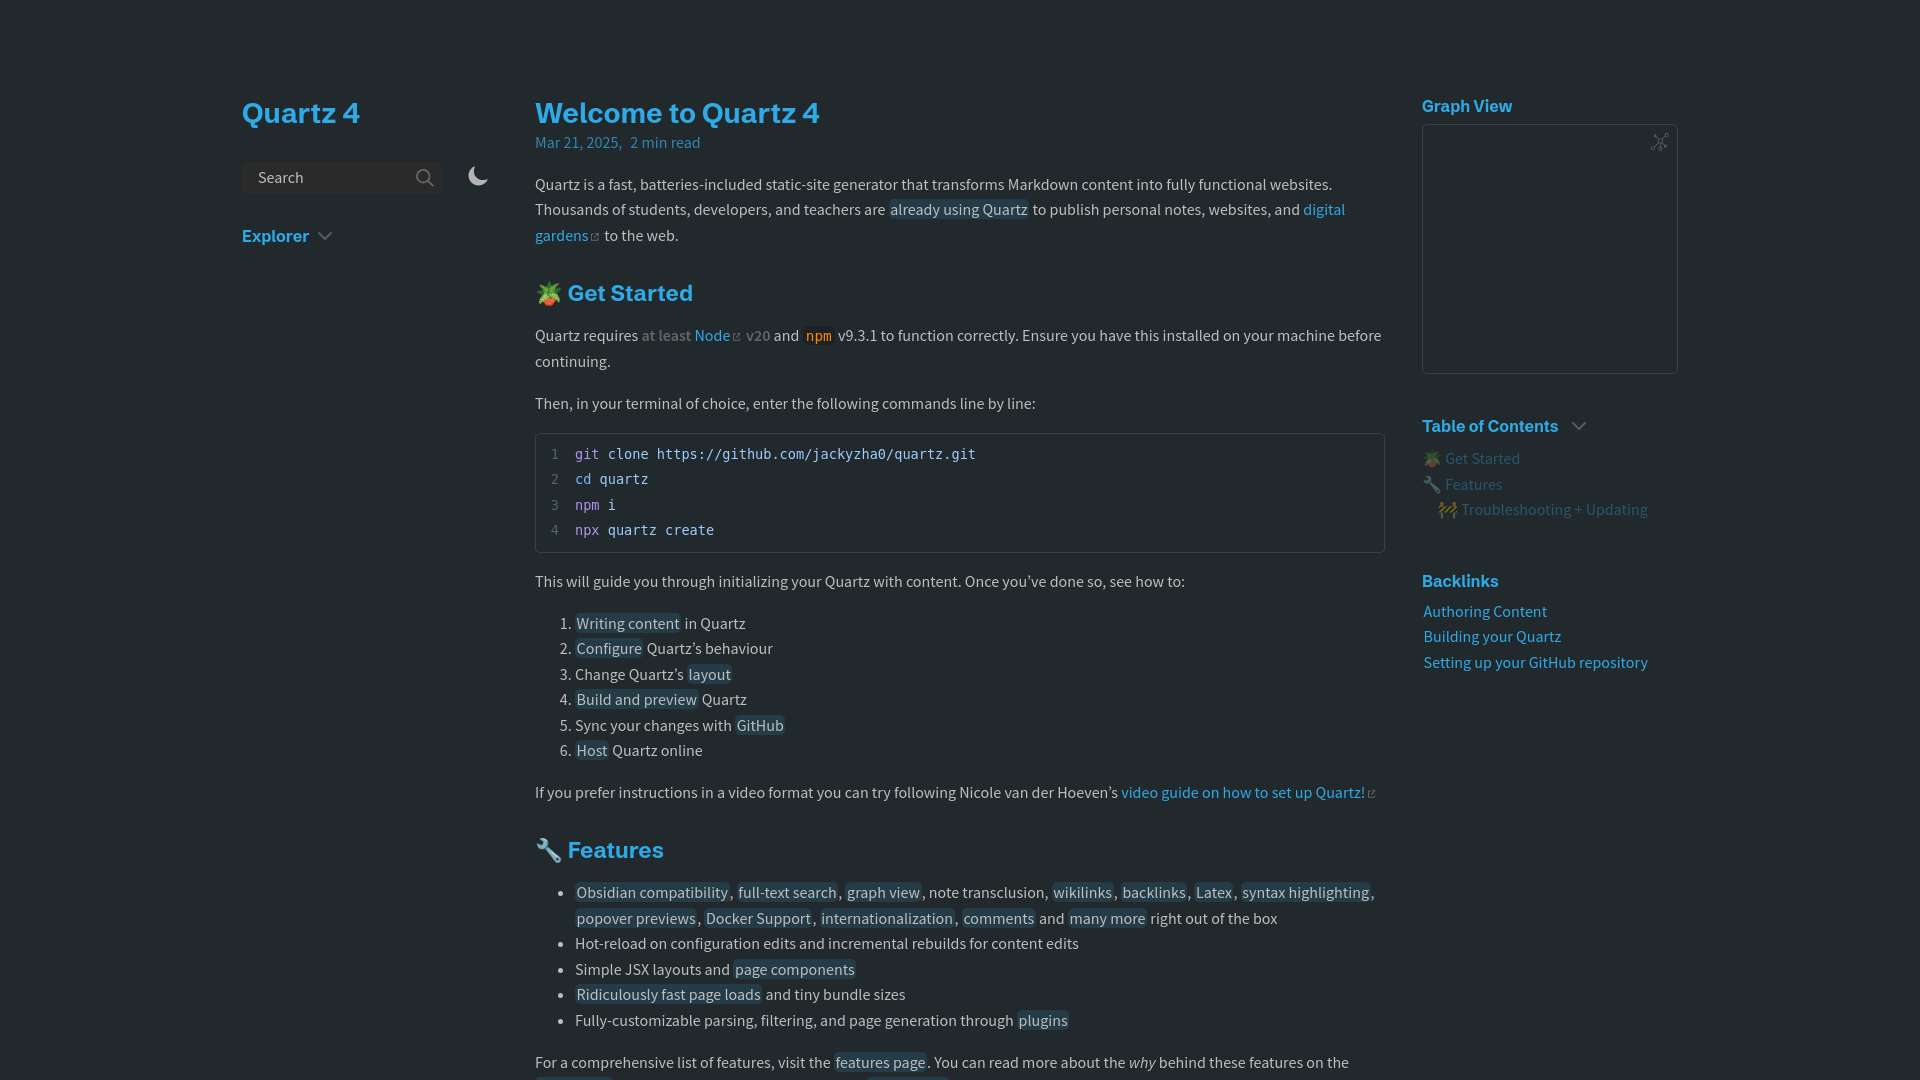 Quartz 4
Search
Explorer
Welcome to Quartz 4
Mar 21, 2025, 2 min read
Quartz is a fast, batteries-included static-site generator that transforms Markdown content into fully functional websites.
Thousands of students, developers, and teachers are already using Quartz to publish personal notes, websites, and digital
gardens to the web.
🪴 Get Started
Quartz requires at least Node v20 and npm v9.3.1 to function correctly. Ensure you have this installed on your machine before
continuing.
Then, in your terminal of choice, enter the following commands line by line:
1 git clone https://github.com/jackyzha0/quartz.git
2 cd quartz
3 npm i
4 npx quartz create
This will guide you through initializing your Quartz with content. Once you’ve done so, see how to:
1. Writing content in Quartz
2. Configure Quartz’s behaviour
3. Change Quartz’s layout
4. Build and preview Quartz
5. Sync your changes with GitHub
6. Host Quartz online
If you prefer instructions in a video format you can try following Nicole van der Hoeven’s video guide on how to set up Quartz!
🔧 Features
• Obsidian compatibility, full-text search, graph view, note transclusion, wikilinks, backlinks, Latex, syntax highlighting,
popover previews, Docker Support, internationalization, comments and many more right out of the box
• Hot-reload on configuration edits and incremental rebuilds for content edits
• Simple JSX layouts and page components
• Ridiculously fast page loads and tiny bundle sizes
• Fully-customizable parsing, filtering, and page generation through plugins
For a comprehensive list of features, visit the features page. You can read more about the why behind these features on the
Graph View
Table of Contents
🪴 Get Started
🔧 Features
🚧 Troubleshooting + Updating
Backlinks
Authoring Content
Building your Quartz
Setting up your GitHub repository